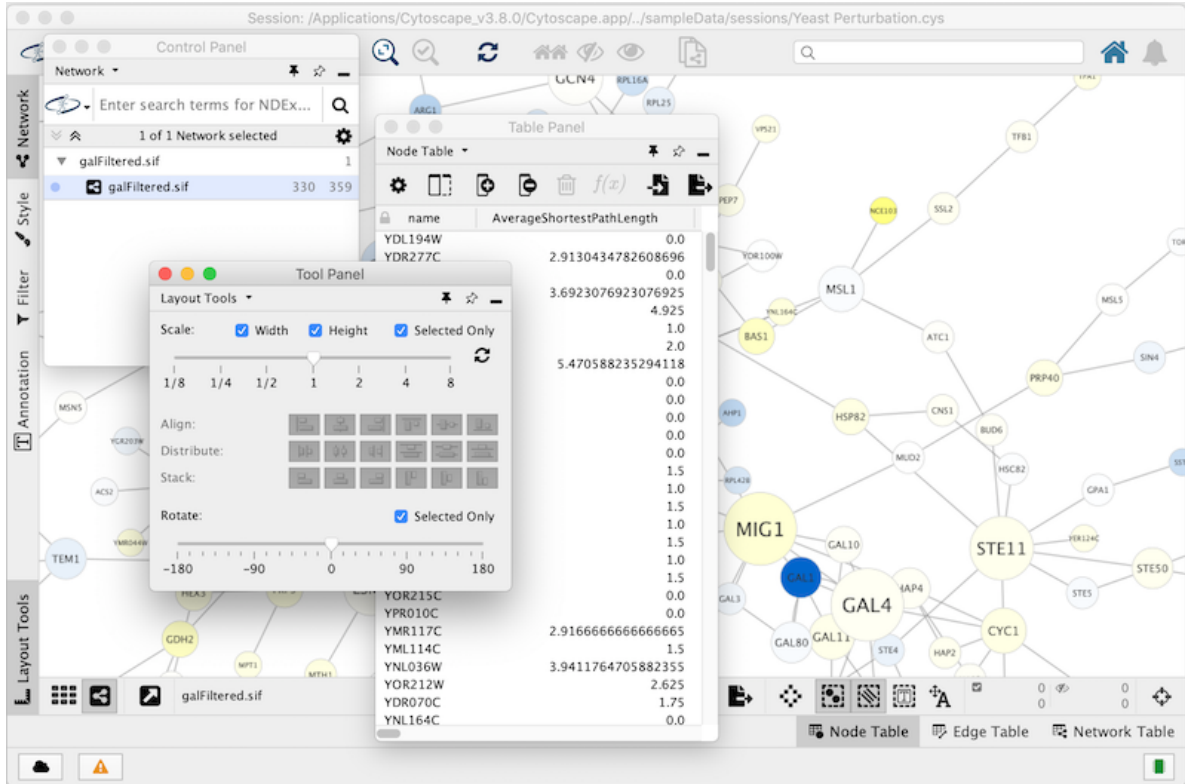 Session: /Applications/Cytoscape_v3.8.0/Cytoscape.app/../sampleData/sessions/Yeast Perturbation.cys
Control Panel
Network
Enter search terms for NDEx...
1 of 1 Network selected
galFiltered.sif 1
galFiltered.sif 330 359
Network
Style
Filter
Annotation
Layout Tools
Table Panel
Node Table
f(x)
name AverageShortestPathLength
YDL194W 0.0
YDR277C 2.9130434782608696
0.0
3.6923076923076925
4.925
1.0
2.0
5.470588235294118
0.0
0.0
0.0
0.0
0.0
1.5
1.0
1.5
1.0
1.5
1.0
1.5
YOR215C 0.0
YPR010C 0.0
YMR117C 2.9166666666666665
YML114C 1.5
YNL036W 3.9411764705882355
YOR212W 2.625
YDR070C 1.75
YNL164C 0.0
Tool Panel
Layout Tools
Scale: Width Height Selected Only
1/8 1/4 1/2 1 2 4 8
Align:
Distribute:
Stack:
Rotate: Selected Only
-180 -90 0 90 180
GCN4
RPL16A
ARG1
RPL25
VPS21
TFB1
PEP7
NCE103
SSL2
YDR100W
MSL1
MSL5
YNL164C
BAS1
ATC1
SIN4
PRP40
AHP1
HSP82
CNS1
BUD6
MUD2
HSC82
RPL42B
GPA1
MIG1
GAL10
STE11
YER124C
STE50
GAL1
HAP4
GAL3
GAL4
STE5
CYC1
GAL80
GAL11
STE4
HAP2
MSN5
YGR203W
ACS2
YMR044W
TEM1
GDH2
NPT1
MTH1
galFiltered.sif
A
0 0
0 0
Node Table Edge Table Network Table